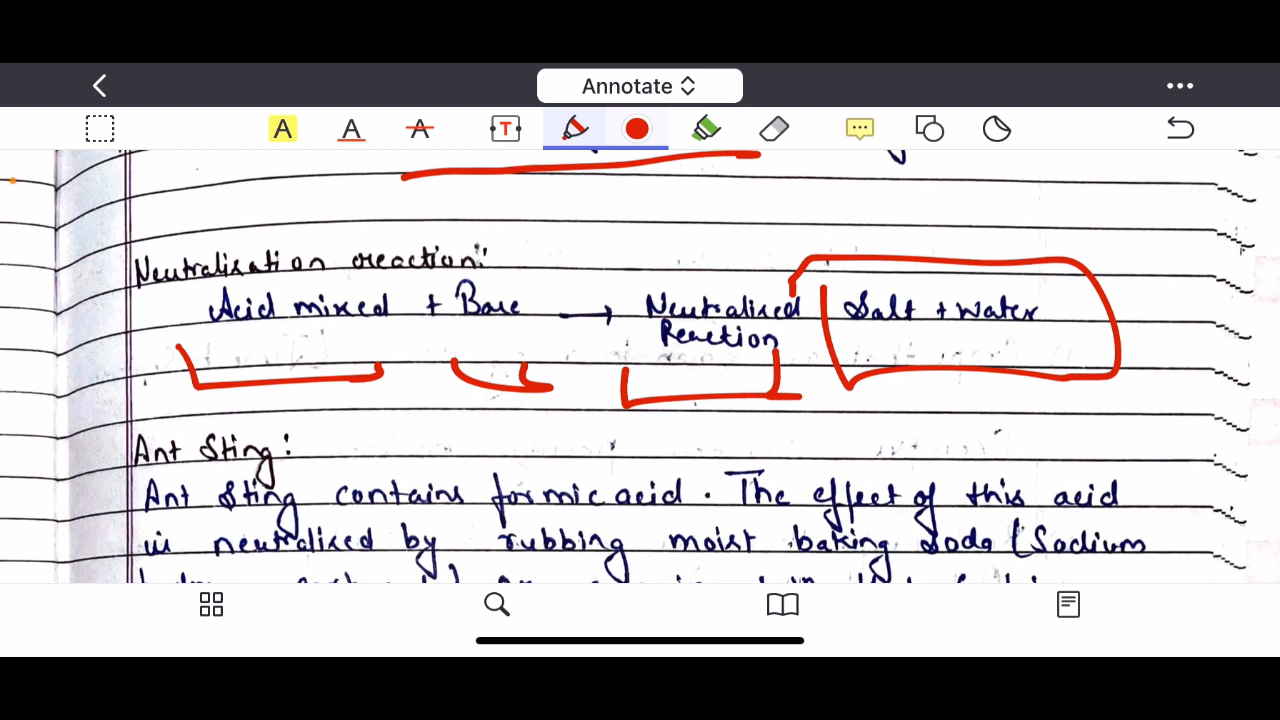 Annotate
A A A T
Neutralisation reaction:
Acid mixed + Base → Neutralised Salt + Water
Reaction
Ant Sting:
Ant Sting contains formic acid. The effect of this acid
is neutralised by rubbing moist baking soda (Sodium